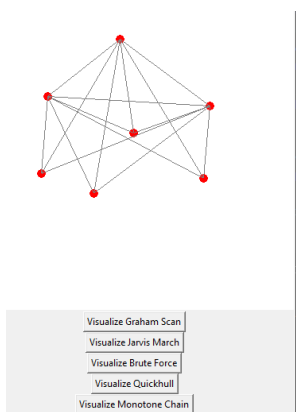 Visualize Graham Scan
Visualize Jarvis March
Visualize Brute Force
Visualize Quickhull
Visualize Monotone Chain